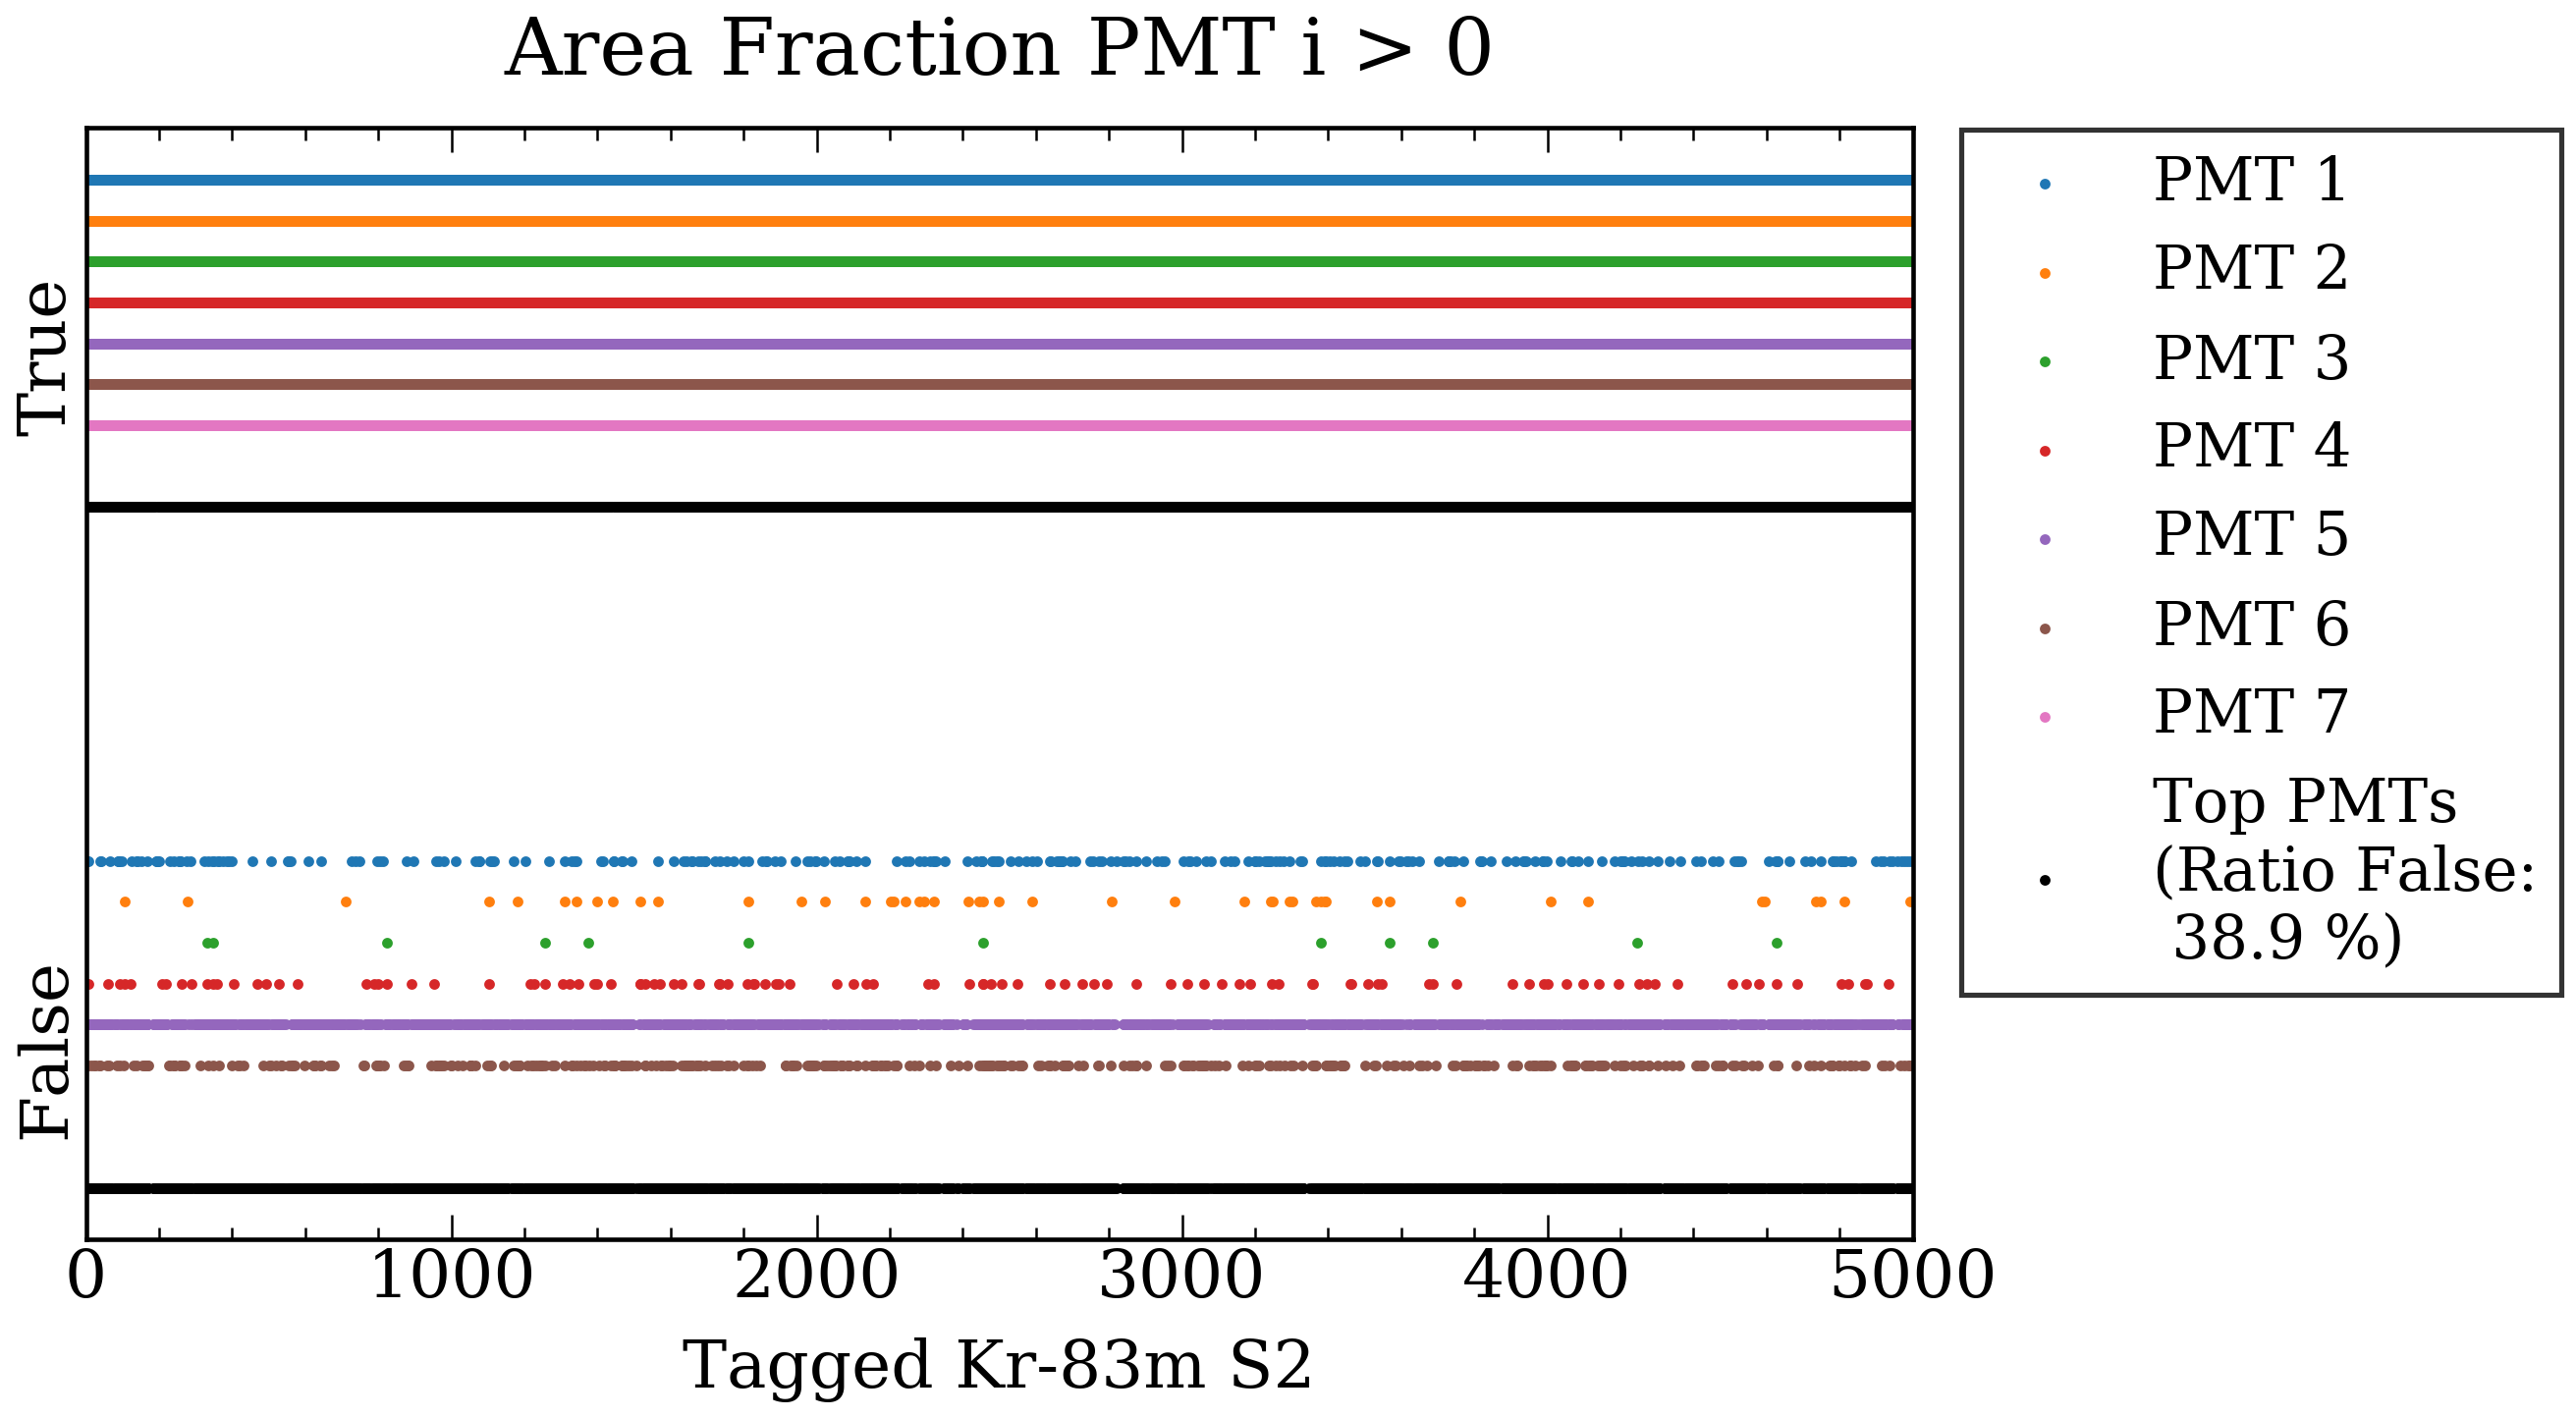 Area Fraction PMT i > 0
True
False
0 1000 2000 3000 4000 5000
Tagged Kr-83m S2
PMT 1
PMT 2
PMT 3
PMT 4
PMT 5
PMT 6
PMT 7
Top PMTs
(Ratio False:
38.9 %)